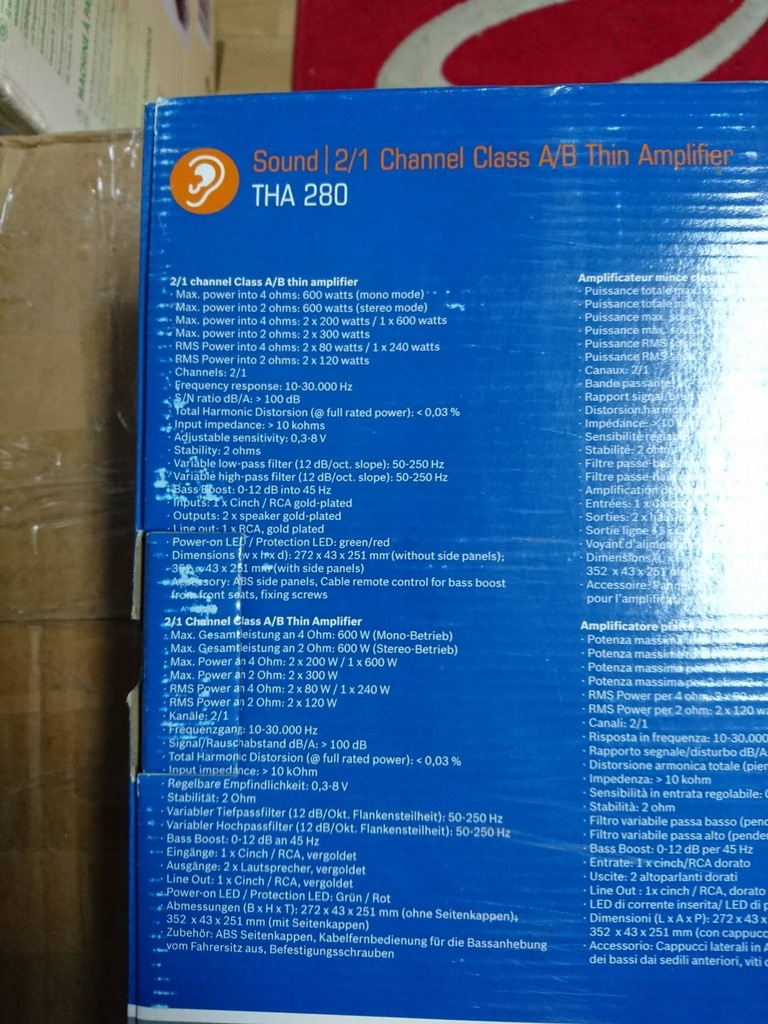 MACHINE À PA
Sound | 2/1 Channel Class A/B Thin Amplifier
THA 280
2/1 channel Class A/B thin amplifier
· Max. power into 4 ohms: 600 watts (mono mode)
· Max. power into 2 ohms: 600 watts (stereo mode)
· Max. power into 4 ohms: 2 x 200 watts / 1 x 600 watts
· Max. power into 2 ohms: 2 x 300 watts
· RMS Power into 4 ohms: 2 x 80 watts / 1 x 240 watts
· RMS Power into 2 ohms: 2 x 120 watts
· Channels: 2/1
· Frequency response: 10-30.000 Hz
· S/N ratio dB/A: > 100 dB
· Total Harmonic Distorsion (@ full rated power): < 0,03 %
· Input impedance: > 10 kohms
· Adjustable sensitivity: 0,3-8 V
· Stability: 2 ohms
· Variable low-pass filter (12 dB/oct. slope): 50-250 Hz
· Variable high-pass filter (12 dB/oct. slope): 50-250 Hz
· Bass Boost: 0-12 dB into 45 Hz
· Inputs: 1 x Cinch / RCA gold-plated
· Outputs: 2 x speaker gold-plated
· Line out: 1 x RCA, gold plated
· Power-on LED / Protection LED: green/red
· Dimensions (w x h x d): 272 x 43 x 251 mm (without side panels);
352 x 43 x 251 mm (with side panels)
· Accessory: ABS side panels, Cable remote control for bass boost
from front seats, fixing screws
2/1 Channel Class A/B Thin Amplifier
· Max. Gesamtleistung an 4 Ohm: 600 W (Mono-Betrieb)
· Max. Gesamtleistung an 2 Ohm: 600 W (Stereo-Betrieb)
· Max. Power an 4 Ohm: 2 x 200 W / 1 x 600 W
· Max. Power an 2 Ohm: 2 x 300 W
· RMS Power an 4 Ohm: 2 x 80 W / 1 x 240 W
· RMS Power an 2 Ohm: 2 x 120 W
· Kanäle: 2/1
· Frequenzgang: 10-30.000 Hz
· Signal/Rauschabstand dB/A: > 100 dB
· Total Harmonic Distortion (@ full rated power): < 0,03 %
· Input impedance: > 10 kOhm
· Regelbare Empfindlichkeit: 0,3-8 V
· Stabilität: 2 Ohm
· Variabler Tiefpassfilter (12 dB/Okt. Flankensteilheit): 50-250 Hz
· Variabler Hochpassfilter (12 dB/Okt. Flankensteilheit): 50-250 Hz
· Bass Boost: 0-12 dB an 45 Hz
· Eingänge: 1 x Cinch / RCA, vergoldet
· Ausgänge: 2 x Lautsprecher, vergoldet
· Line Out: 1 x Cinch / RCA, vergoldet
· Power-on LED / Protection LED: Grün / Rot
· Abmessungen (B x H x T): 272 x 43 x 251 mm (ohne Seitenkappen);
352 x 43 x 251 mm (mit Seitenkappen)
· Zubehör: ABS Seitenkappen, Kabelfernbedienung für die Bassanhebung
vom Fahrersitz aus, Befestigungsschrauben
Amplificateur mince
· Puissance totale
· Puissance totale
· Puissance max.
· Puissance max.
· Puissance RMS
· Puissance RMS
· Canaux: 2/1
· Bande passante
· Rapport signal
· Distorsion
· Impédance: > 10
· Sensibilité
· Stabilité: 2
· Filtre
· Filtre
· Amplification
· Entrées: 1 x
· Sorties: 2 x
· Sortie ligne
· Voyant
· Dimensions
352 x 43 x 251
· Accessoire:
pour l'amplific
Amplificatore
· Potenza
· Potenza massima
· Potenza massima
· Potenza massima
· RMS Power per 4 ohm:
· RMS Power per 2 ohm: 2 x 120 w
· Canali: 2/1
· Risposta in frequenza: 10-30.000
· Rapporto segnale/disturbo dB/A
· Distorsione armonica totale (pien
· Impedenza: > 10 kohm
· Sensibilità in entrata regolabile:
· Stabilità: 2 ohm
· Filtro variabile passa basso (pend
· Filtro variabile passa alto (pende
· Bass Boost: 0-12 dB per 45 Hz
· Entrate: 1 x cinch/RCA dorato
· Uscite: 2 altoparlanti dorati
· Line Out : 1x cinch / RCA, dorato
· LED di corrente inserita/ LED di p
· Dimensioni (L x A x P): 272 x 43 x
352 x 43 x 251 mm (con cappucc
· Accessorio: Cappucci laterali in A
dei bassi dai sedili anteriori, viti d